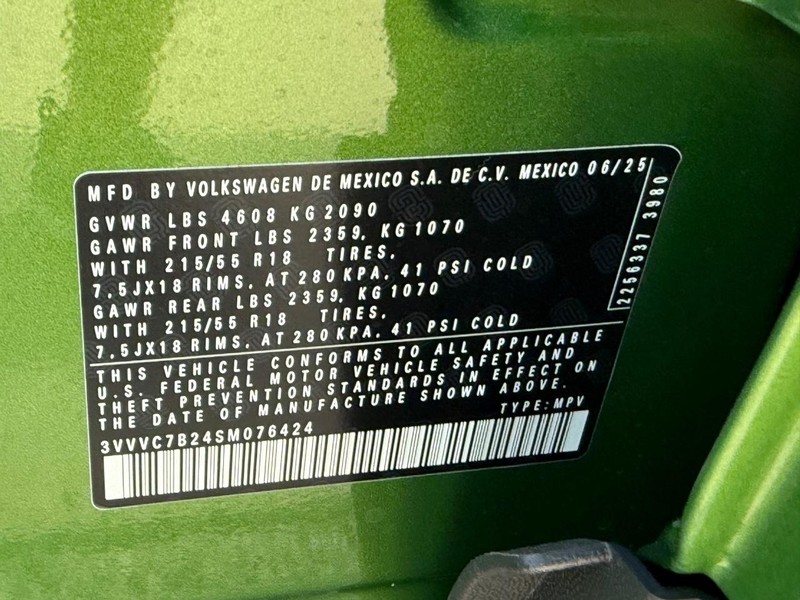 MFD BY VOLKSWAGEN DE MEXICO S.A. DE C.V. MEXICO 06/25
GVWR LBS 4608 KG 2090
GAWR FRONT LBS 2359, KG 1070
WITH 215/55 R18 TIRES,
7,5JX18 RIMS, AT 280 KPA, 41 PSI COLD
GAWR REAR LBS 2359, KG 1070
WITH 215/55 R18 TIRES,
7,5JX18 RIMS, AT 280 KPA, 41 PSI COLD
2256337 3980
THIS VEHICLE CONFORMS TO ALL APPLICABLE
U.S. FEDERAL MOTOR VEHICLE SAFETY AND
THEFT PREVENTION STANDARDS IN EFFECT ON
THE DATE OF MANUFACTURE SHOWN ABOVE.
TYPE: MPV
3VVVC7B24SM076424